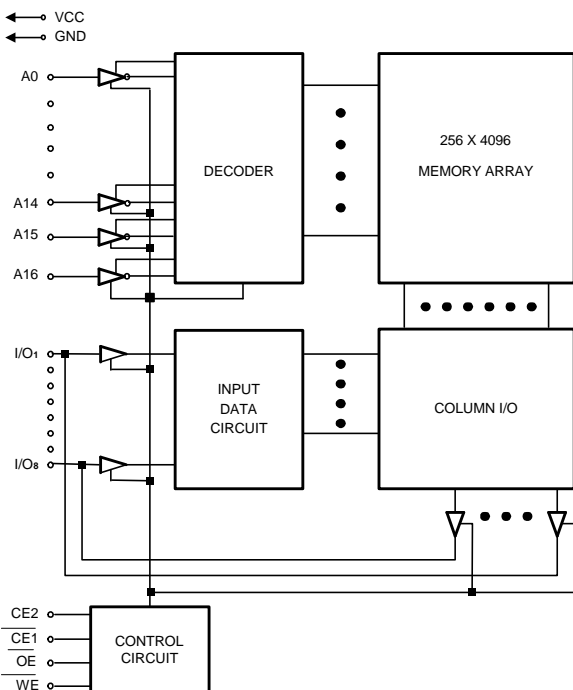 VCC
GND
A0
A14
A15
A16
DECODER
256 X 4096
MEMORY ARRAY
I/O1
I/O8
INPUT
DATA
CIRCUIT
COLUMN I/O
CE2
CE1
OE
WE
CONTROL
CIRCUIT